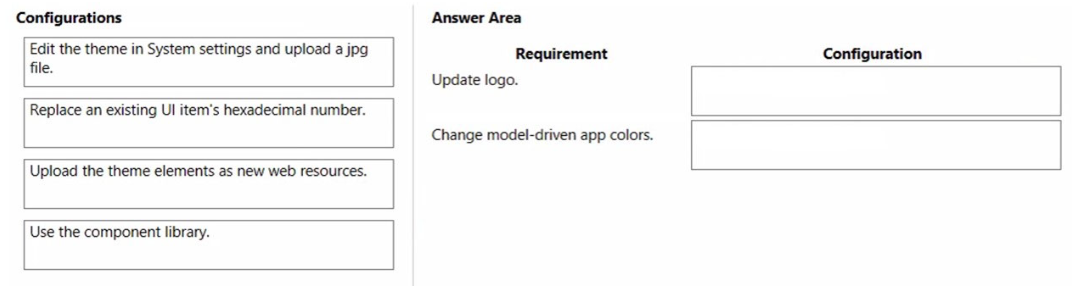 Configurations
Edit the theme in System settings and upload a jpg
file.
Replace an existing UI item's hexadecimal number.
Upload the theme elements as new web resources.
Use the component library.
Answer Area
Requirement Configuration
Update logo.
Change model-driven app colors.